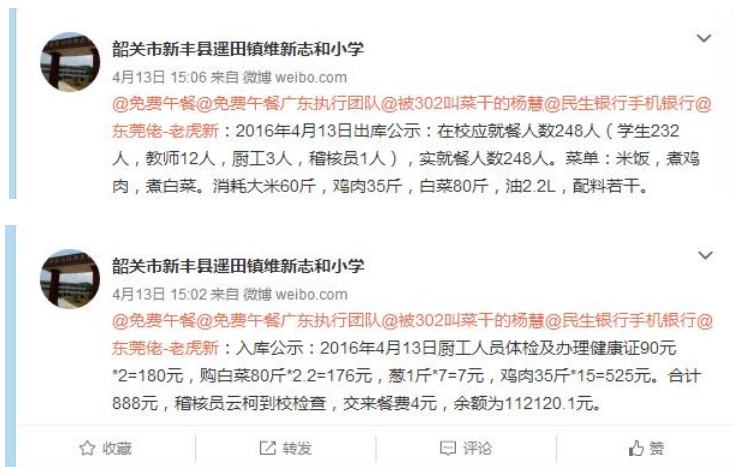 韶关市新丰县遥田镇维新志和小学
4月13日 15:06 来自 微博 weibo.com
@免费午餐@免费午餐广东执行团队@被302叫菜干的杨慧@民生银行手机银行@
东莞佬-老虎新：2016年4月13日出库公示：在校应就餐人数248人（学生232
人，教师12人，厨工3人，稽核员1人），实就餐人数248人。菜单：米饭，煮鸡
肉，煮白菜。消耗大米60斤，鸡肉35斤，白菜80斤，油2.2L，配料若干。
韶关市新丰县遥田镇维新志和小学
4月13日 15:02 来自 微博 weibo.com
@免费午餐@免费午餐广东执行团队@被302叫菜干的杨慧@民生银行手机银行@
东莞佬-老虎新：入库公示：2016年4月13日厨工人员体检及办理健康证90元
*2=180元，购白菜80斤*2.2=176元，葱1斤*7=7元，鸡肉35斤*15=525元。合计
888元，稽核员云柯到校检查，交来餐费4元，余额为112120.1元。
收藏 转发 评论 赞